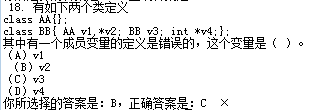 18. 有如下两个类定义
class AA{};
class BB{ AA v1,*v2; BB v3; int *v4;};
其中有一个成员变量的定义是错误的，这个变量是（ ）。
(A) v1
(B) v2
(C) v3
(D) v4
你所选择的答案是：B，正确答案是：C ×